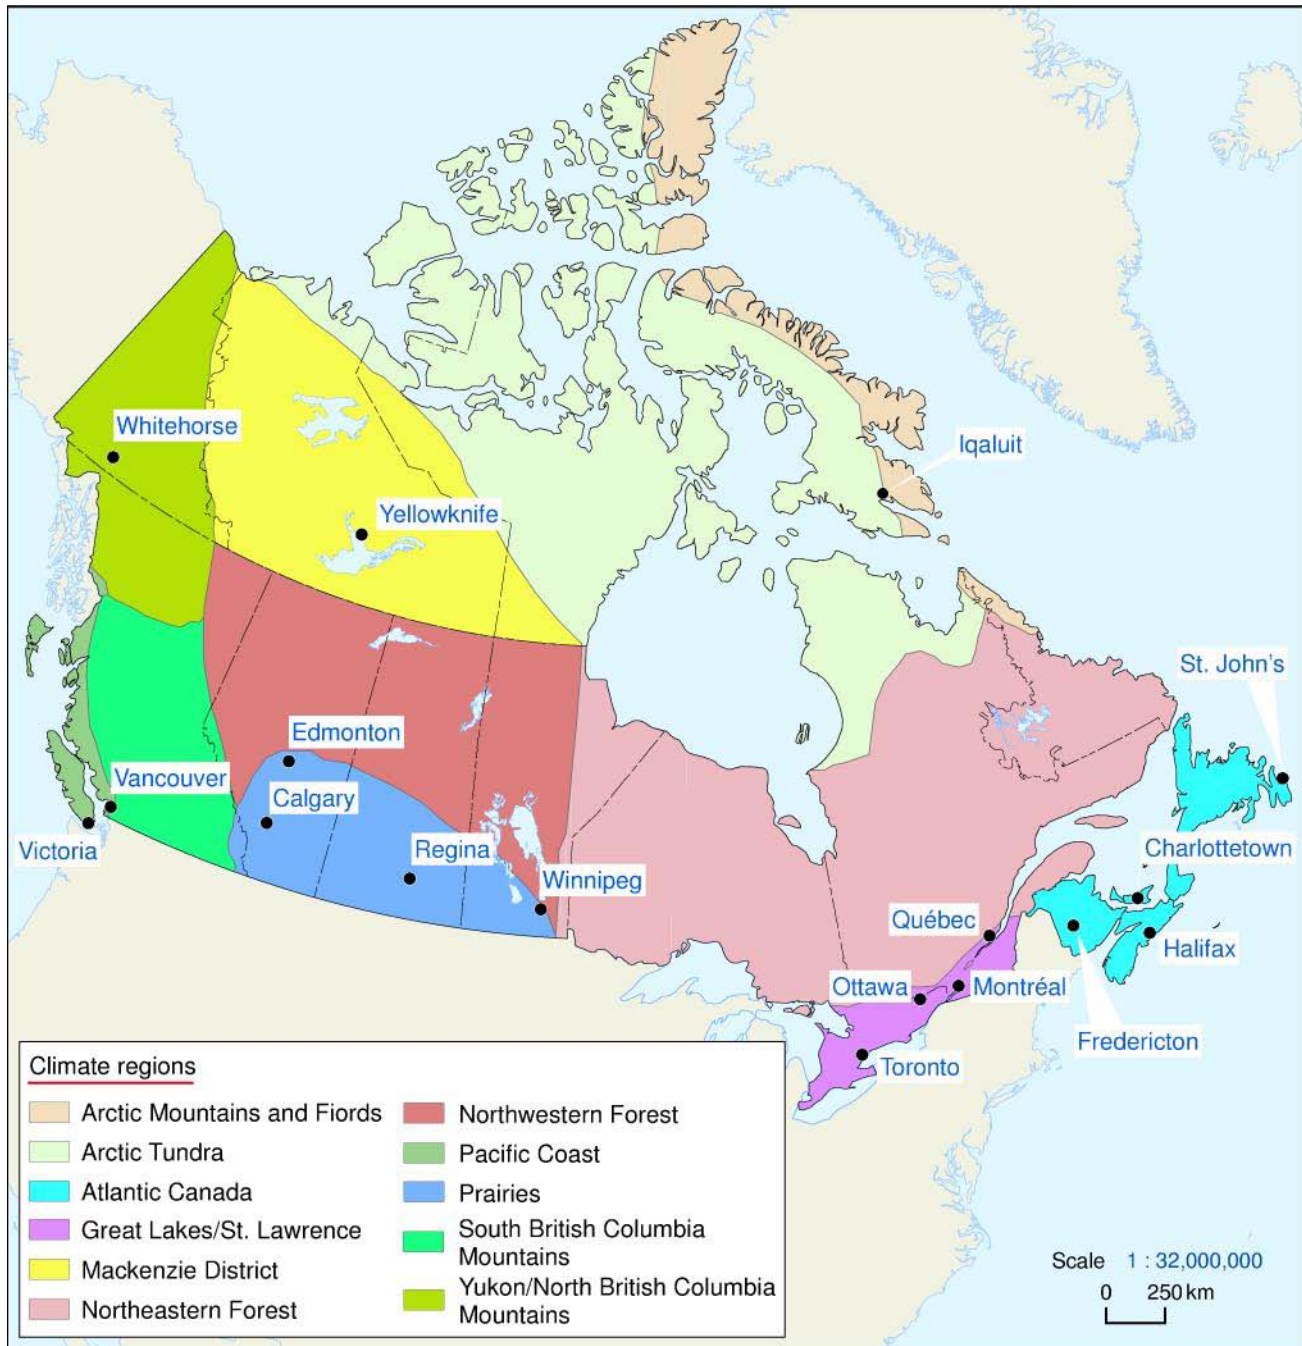 Whitehorse
Iqaluit
Yellowknife
St. John's
Edmonton
Vancouver
Calgary
Victoria
Regina
Charlottetown
Winnipeg
Québec
Halifax
Ottawa
Montréal
Fredericton
Toronto
Climate regions
Arctic Mountains and Fiords
Arctic Tundra
Atlantic Canada
Great Lakes/St. Lawrence
Mackenzie District
Northeastern Forest
Northwestern Forest
Pacific Coast
Prairies
South British Columbia
Mountains
Yukon/North British Columbia
Mountains
Scale 1 : 32,000,000
0 250 km